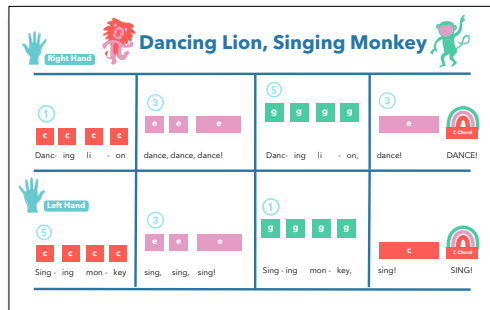 Dancing Lion, Singing Monkey
Right Hand
1 3 5 3
c c c c e e e g g g g e C Chord
Danc- ing li - on dance, dance, dance! Danc- ing li - on, dance! DANCE!
Left Hand
5 3 1
c c c c e e e g g g g c C Chord
Sing - ing mon - key sing, sing, sing! Sing - ing mon - key, sing! SING!